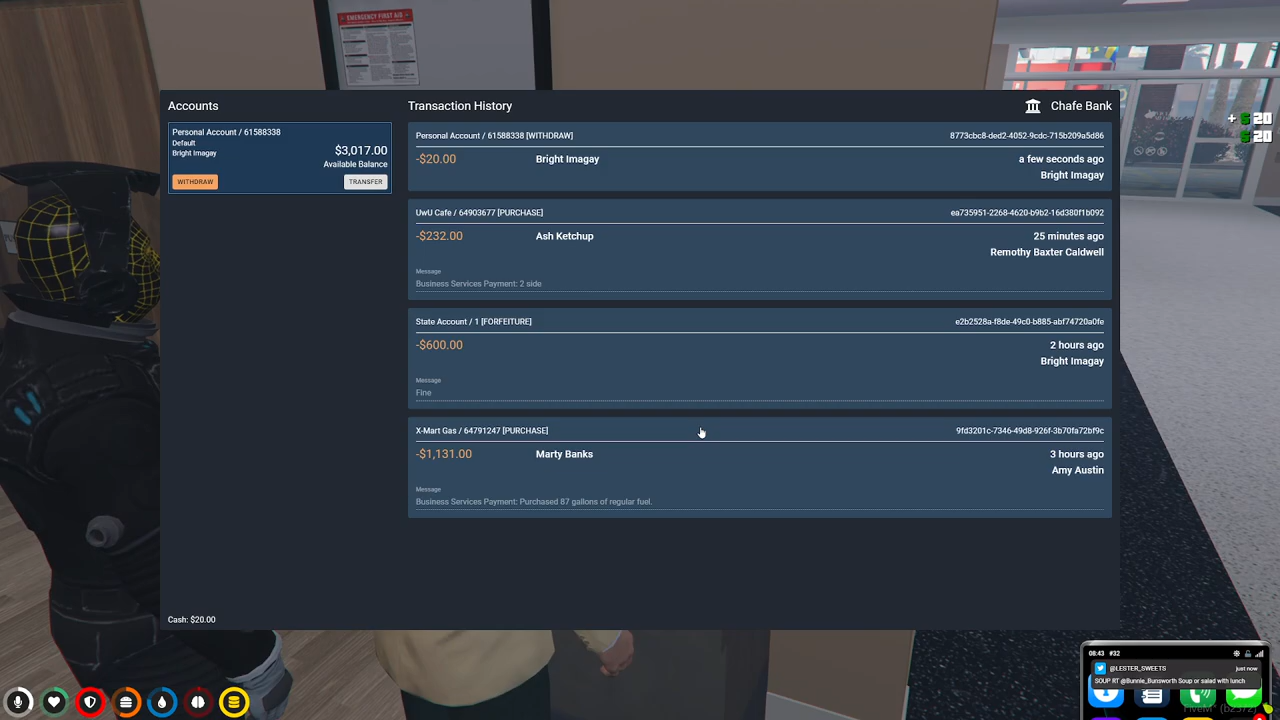 EMERGENCY FIRST AID
Accounts
Personal Account / 61588338
Default
Bright Imagay
$3,017.00
Available Balance
WITHDRAW
TRANSFER
Cash: $20.00
Transaction History
Chafe Bank
Personal Account / 61588338 [WITHDRAW]
8773cbc8-ded2-4052-9cdc-715b209a5d86
-$20.00
Bright Imagay
a few seconds ago
Bright Imagay
UwU Cafe / 64903677 [PURCHASE]
ea735951-2268-4620-b9b2-16d380f1b092
-$232.00
Ash Ketchup
25 minutes ago
Remothy Baxter Caldwell
Message
Business Services Payment: 2 side
State Account / 1 [FORFEITURE]
e2b2528a-f8de-49c0-b885-abf74720a0fe
-$600.00
2 hours ago
Bright Imagay
Message
Fine
X-Mart Gas / 64791247 [PURCHASE]
9fd3201c-7346-49d8-926f-3b70fa72bf9c
-$1,131.00
Marty Banks
3 hours ago
Amy Austin
Message
Business Services Payment: Purchased 87 gallons of regular fuel.
+ $20
$20
08:43 #32
@LESTER_SWEETS
just now
SOUP RT @Bunnie_Bunsworth Soup or salad with lunch